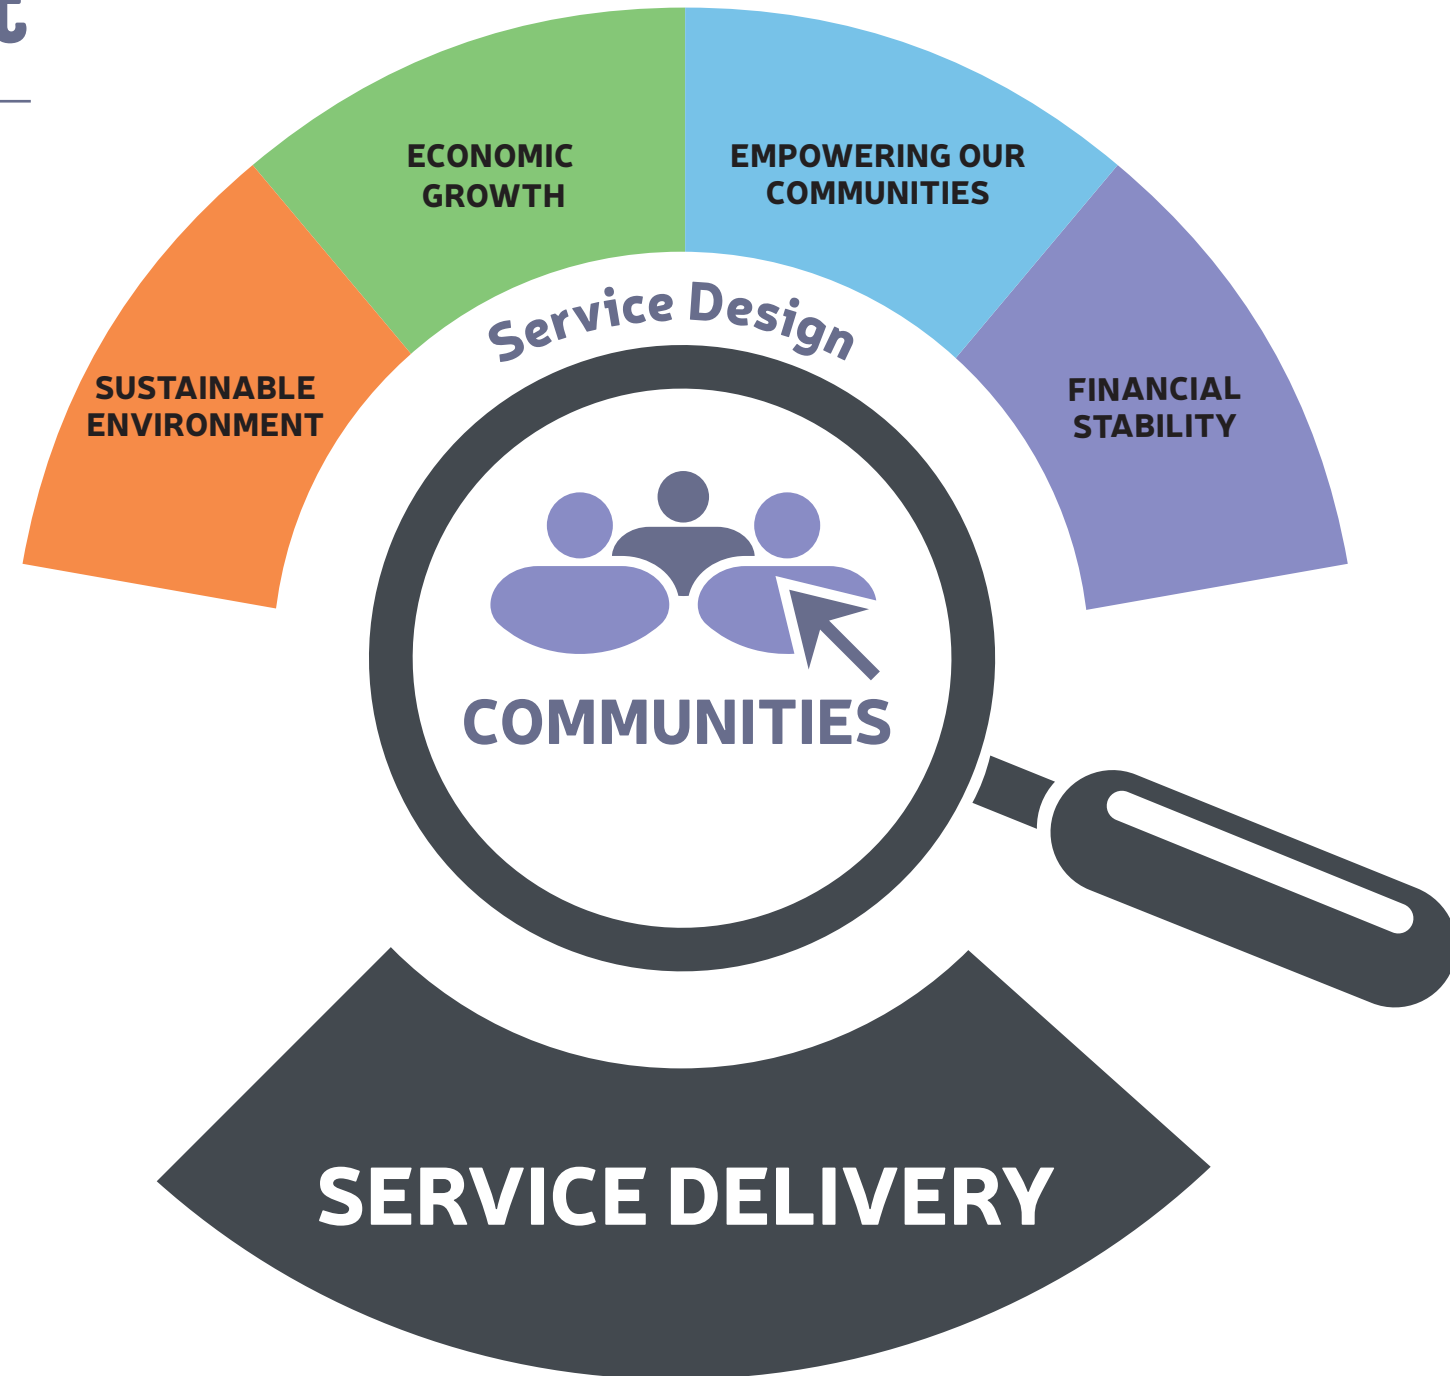 t
ECONOMIC
GROWTH
EMPOWERING OUR
COMMUNITIES
SUSTAINABLE
ENVIRONMENT
FINANCIAL
STABILITY
Service Design
COMMUNITIES
SERVICE DELIVERY